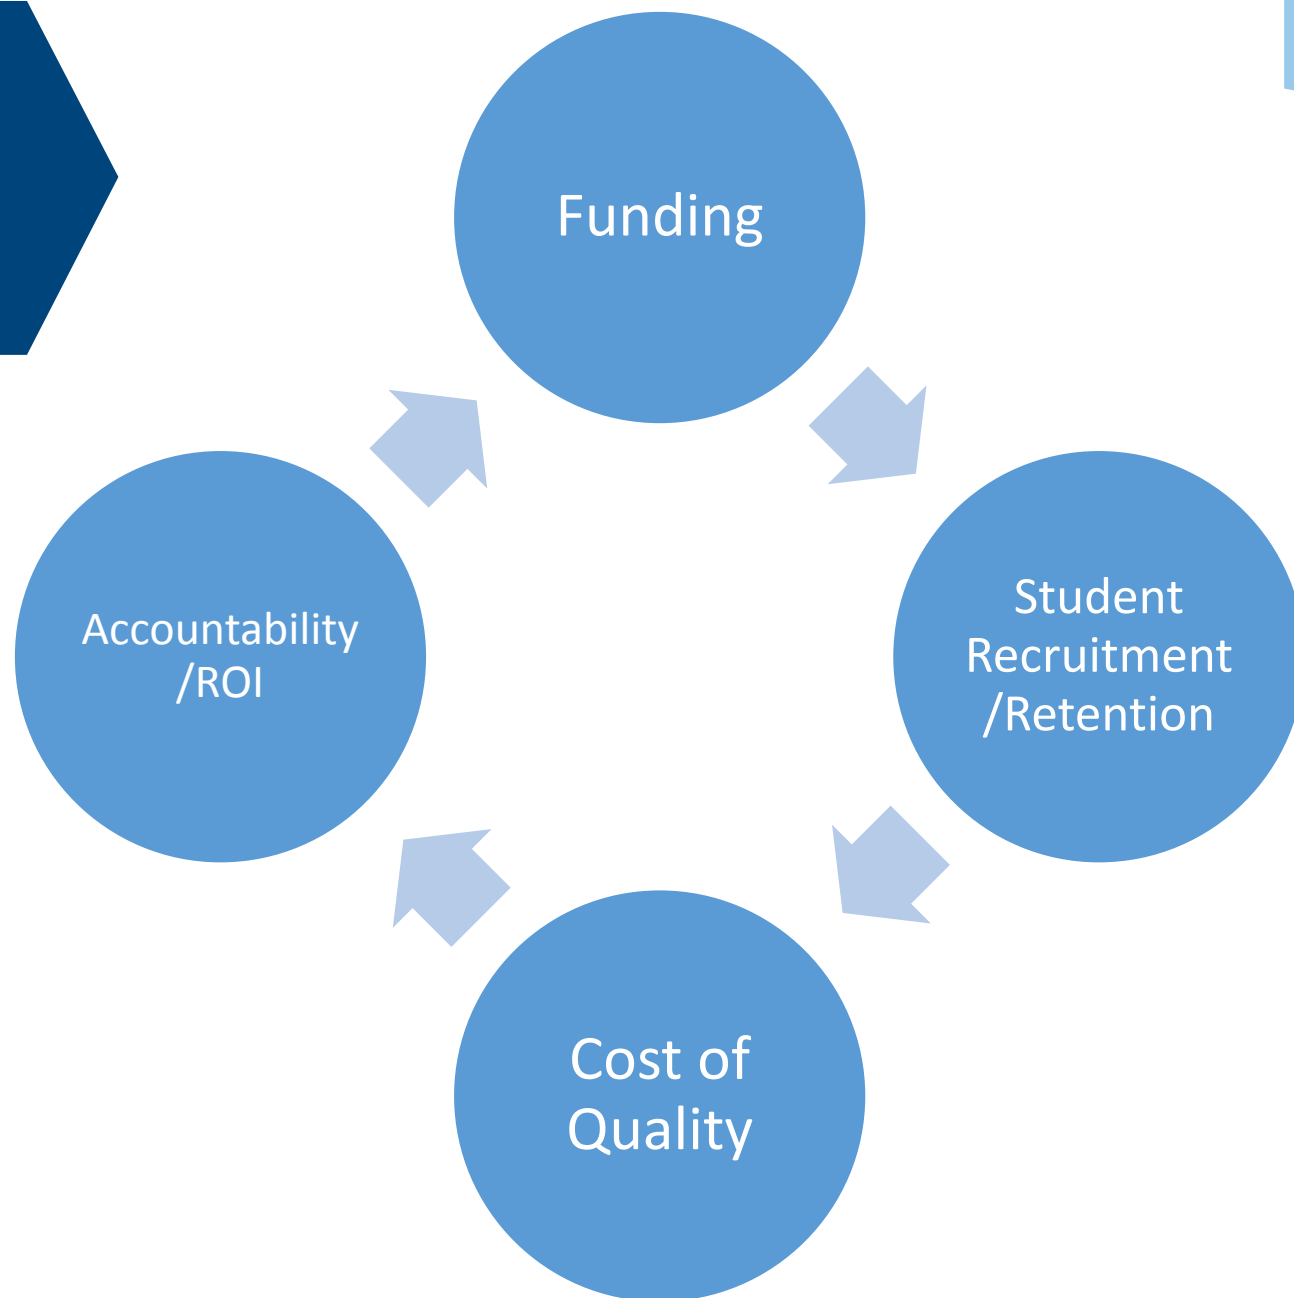 Funding
Student
Recruitment
/Retention
Cost of
Quality
Accountability
/ROI